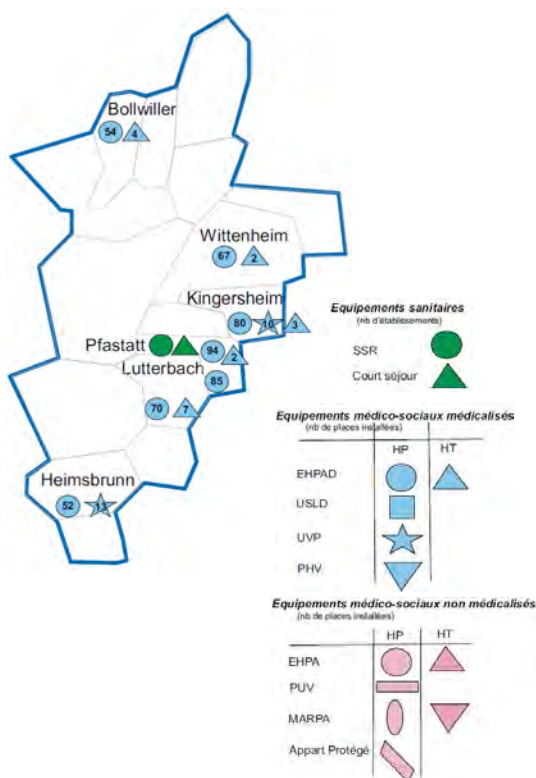 Bollwiller
54 4
Wittenheim
67 2
Kingersheim
80 10 3
Pfastatt
94 2
Lutterbach
85
70 7
Heimsbrunn
52 13
Equipements sanitaires
(nb d'établissements)
SSR
Court séjour
Equipements médico-sociaux médicalisés
(nb de places installées)
HP HT
EHPAD
USLD
UVP
PHV
Equipements médico-sociaux non médicalisés
(nb de places installées)
HP HT
EHPA
PUV
MARPA
Appart Protégé